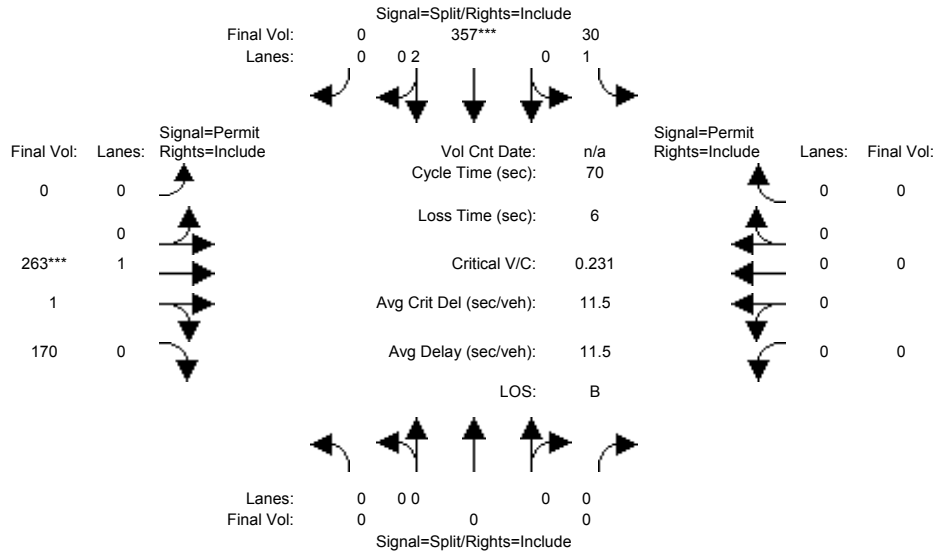 Signal=Split/Rights=Include
Final Vol: 0 357*** 30
Lanes: 0 0 2 0 1
Signal=Permit Signal=Permit
Final Vol: Lanes: Rights=Include Vol Cnt Date: n/a Rights=Include Lanes: Final Vol:
Cycle Time (sec): 70
0 0 0 0
Loss Time (sec): 6
0 0
263*** 1 Critical V/C: 0.231 0 0
1 Avg Crit Del (sec/veh): 11.5 0
170 0 Avg Delay (sec/veh): 11.5 0 0
LOS: B
Lanes: 0 0 0 0 0
Final Vol: 0 0 0
Signal=Split/Rights=Include